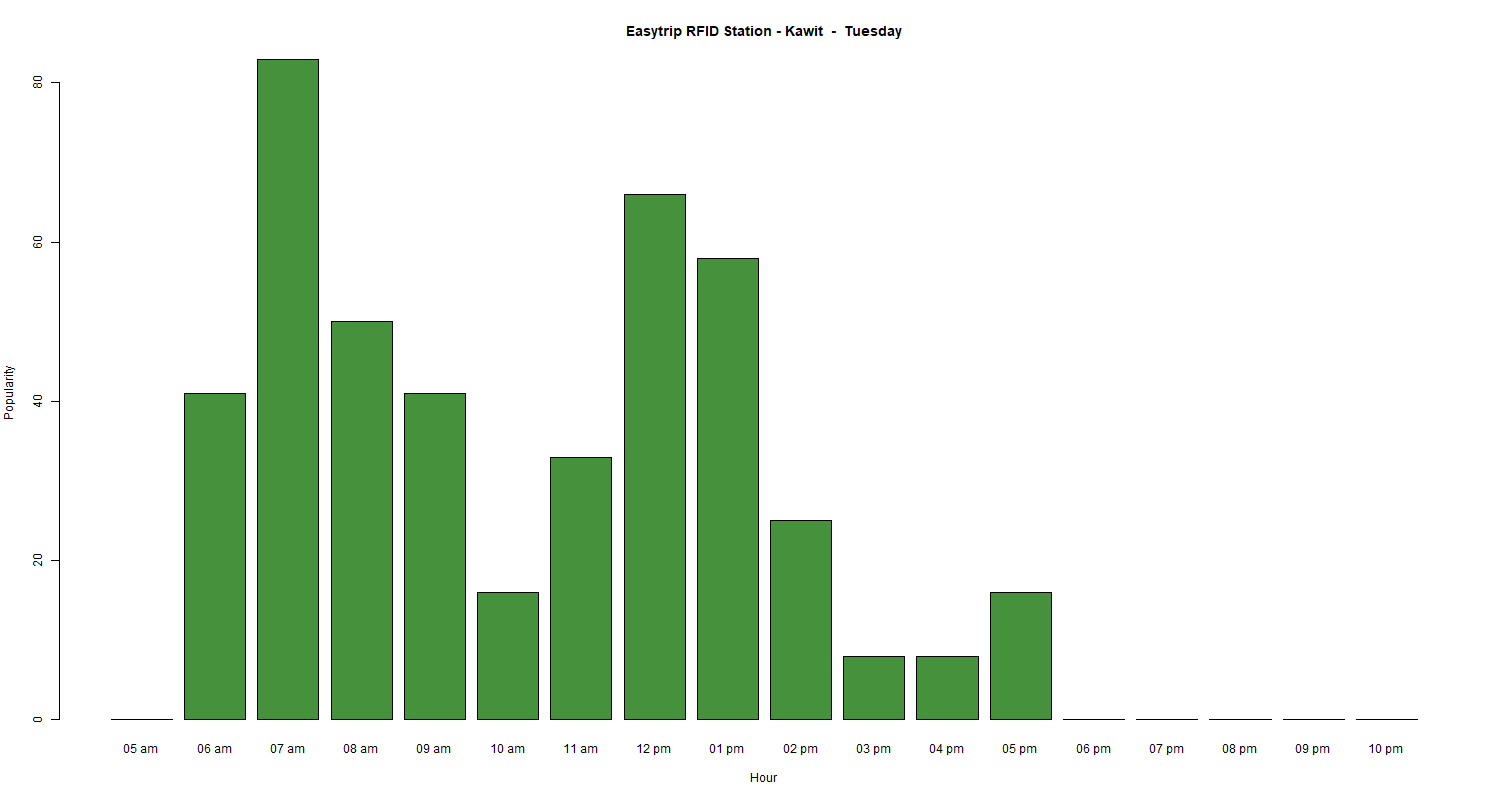 Easytrip RFID Station - Kawit - Tuesday
80
60
40
20
0
Popularity
05 am 06 am 07 am 08 am 09 am 10 am 11 am 12 pm 01 pm 02 pm 03 pm 04 pm 05 pm 06 pm 07 pm 08 pm 09 pm 10 pm
Hour